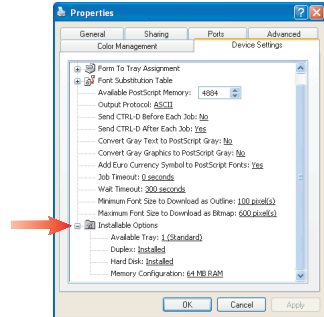 Properties
General Sharing Ports Advanced
Color Management Device Settings
Form To Tray Assignment
Font Substitution Table
Available PostScript Memory: 4884
Output Protocol: ASCII
Send CTRL-D Before Each Job: No
Send CTRL-D After Each Job: Yes
Convert Gray Text to PostScript Gray: No
Convert Gray Graphics to PostScript Gray: No
Add Euro Currency Symbol to PostScript Fonts: Yes
Job Timeout: 0 seconds
Wait Timeout: 300 seconds
Minimum Font Size to Download as Outline: 100 pixel(s)
Maximum Font Size to Download as Bitmap: 600 pixel(s)
Installable Options
Available Tray: 1 (Standard)
Duplex: Installed
Hard Disk: Installed
Memory Configuration: 64 MB RAM
OK Cancel Apply